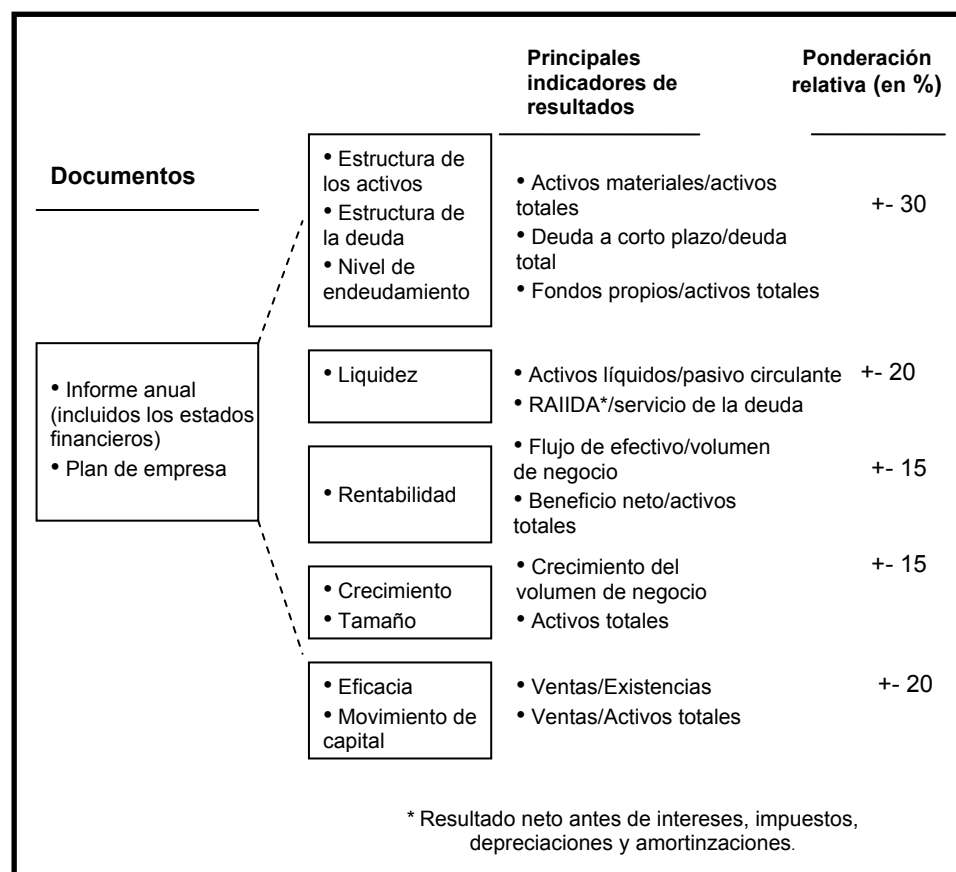 Principales
indicadores de
resultados
Ponderación
relativa (en %)
Documentos
• Informe anual
(incluidos los estados
financieros)
• Plan de empresa
• Estructura de
los activos
• Estructura de
la deuda
• Nivel de
endeudamiento
• Activos materiales/activos
totales
• Deuda a corto plazo/deuda
total
• Fondos propios/activos totales
+- 30
• Liquidez
• Activos líquidos/pasivo circulante
• RAIIDA*/servicio de la deuda
+- 20
• Rentabilidad
• Flujo de efectivo/volumen
de negocio
• Beneficio neto/activos
totales
+- 15
• Crecimiento
• Tamaño
• Crecimiento del
volumen de negocio
• Activos totales
+- 15
• Eficacia
• Movimiento de
capital
• Ventas/Existencias
• Ventas/Activos totales
+- 20
* Resultado neto antes de intereses, impuestos,
depreciaciones y amortinzaciones.